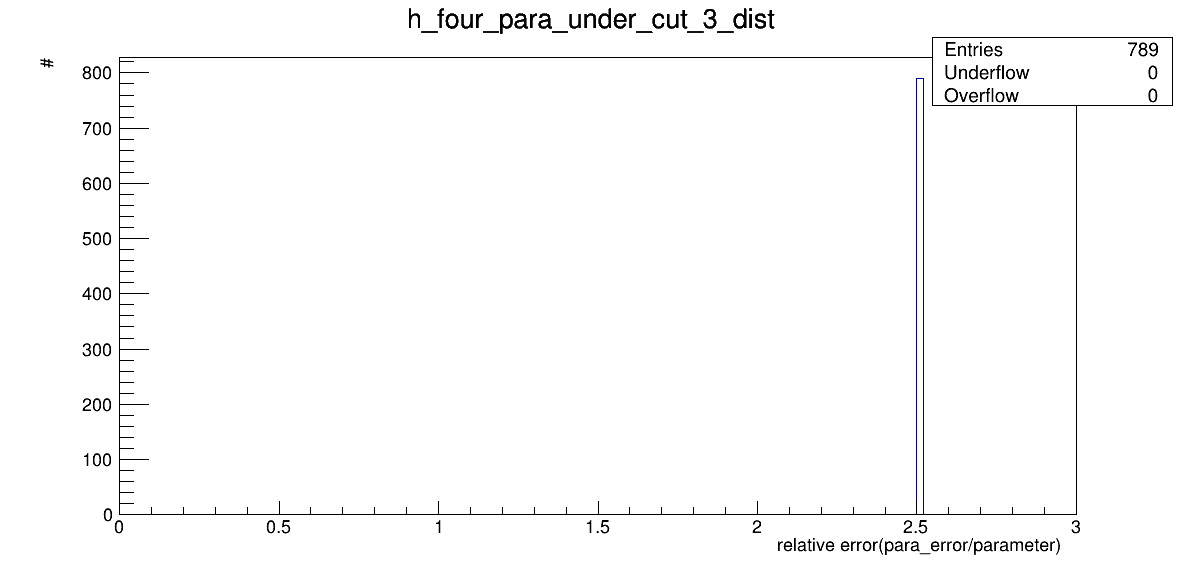 h_four_para_under_cut_3_dist
#
Entries 789
Underflow 0
Overflow 0
800
700
600
500
400
300
200
100
0
0 0.5 1 1.5 2 2.5 3
relative error(para_error/parameter)